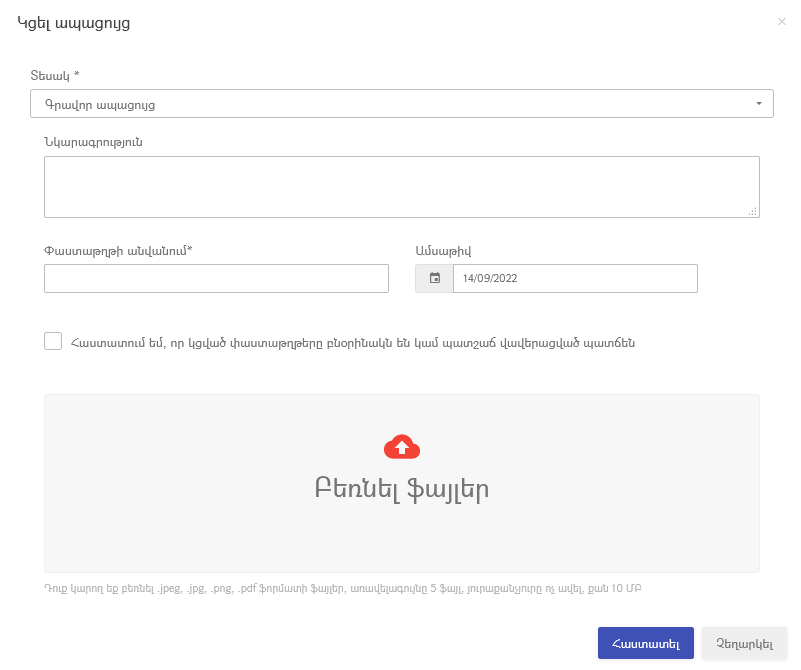 Կցել ապացույց
×
Տեսակ *
Գրավոր ապացույց
Նկարագրություն
Փաստաթղթի անվանում*
Ամսաթիվ
14/09/2022
Հաստատում եմ, որ կցված փաստաթղթերը բնօրինակն են կամ պատշաճ վավերացված պատճեն
Բեռնել ֆայլեր
Դուք կարող եք բեռնել .jpeg, .jpg, .png, .pdf ֆորմատի ֆայլեր, առավելագույնը 5 ֆայլ, յուրաքանչյուրը ոչ ավել, քան 10 ՄԲ
Հաստատել
Չեղարկել